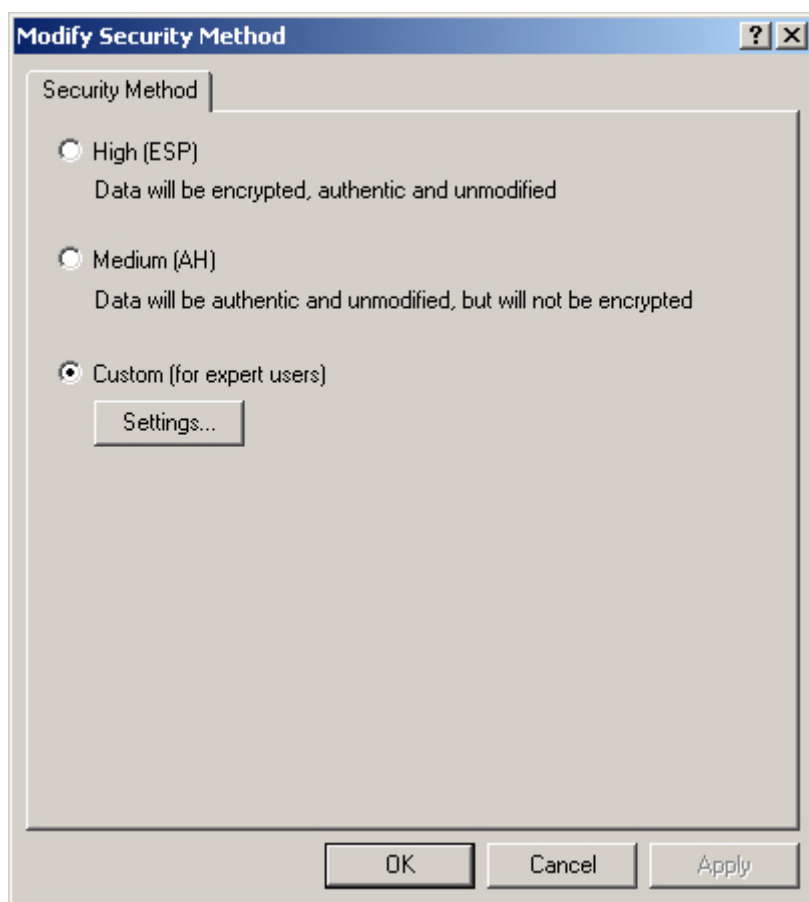 Modify Security Method
Security Method
High (ESP)
Data will be encrypted, authentic and unmodified
Medium (AH)
Data will be authentic and unmodified, but will not be encrypted
Custom (for expert users)
Settings...
OK Cancel Apply